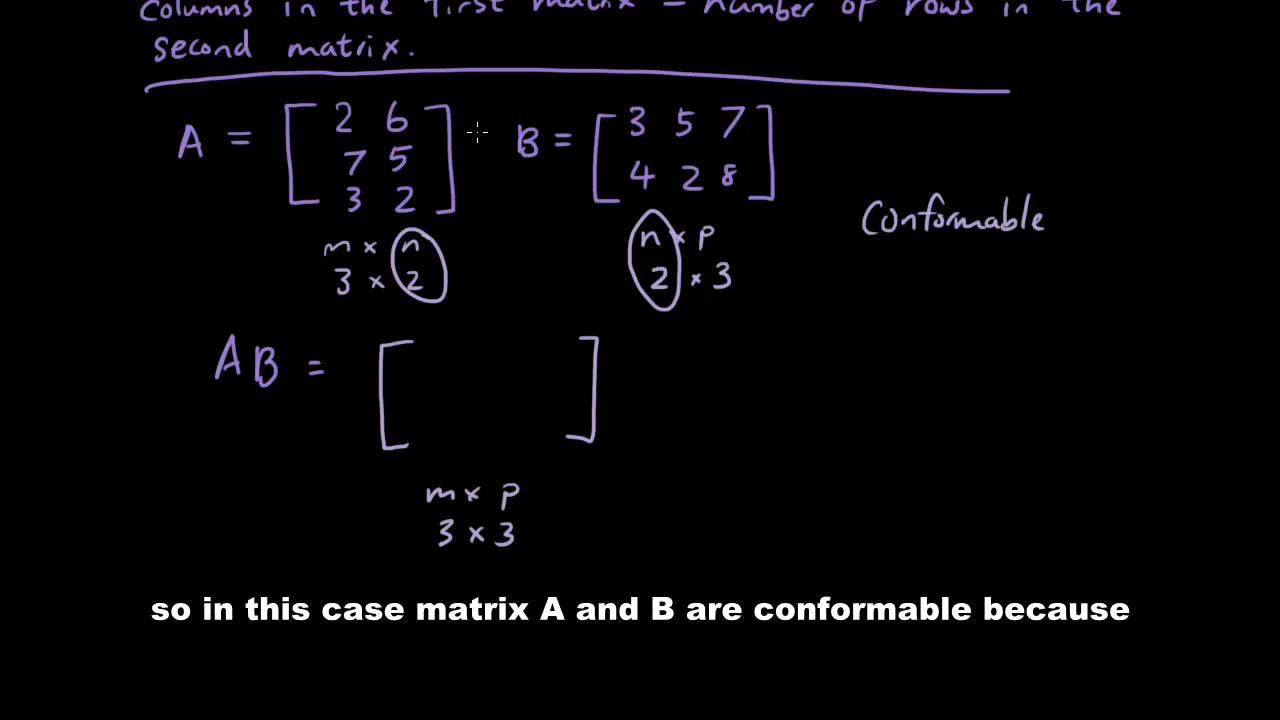 Columns in the first matrix = number of rows in the
second matrix.
A = [ 2 6
7 5
3 2 ]
B = [ 3 5 7
4 2 8 ]
m × n
3 × 2
n × p
2 × 3
Conformable
AB = [ ]
m × p
3 × 3
so in this case matrix A and B are conformable because